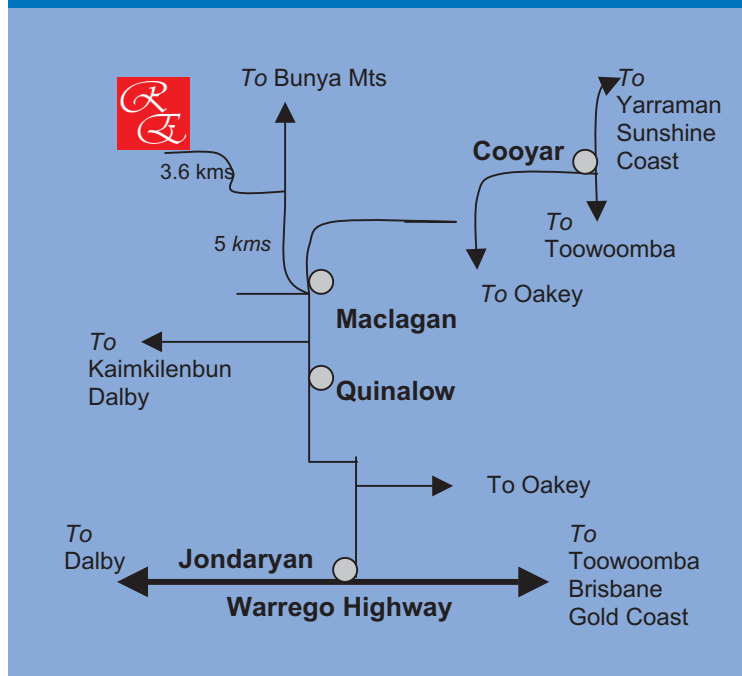 RE
To Bunya Mts
To
Yarraman
Sunshine
Coast
Cooyar
3.6 kms
To
Toowoomba
5 kms
To Oakey
Maclagan
To
Kaimkilenbun
Dalby
Quinalow
To Oakey
To
Dalby
Jondaryan
To
Toowoomba
Brisbane
Gold Coast
Warrego Highway